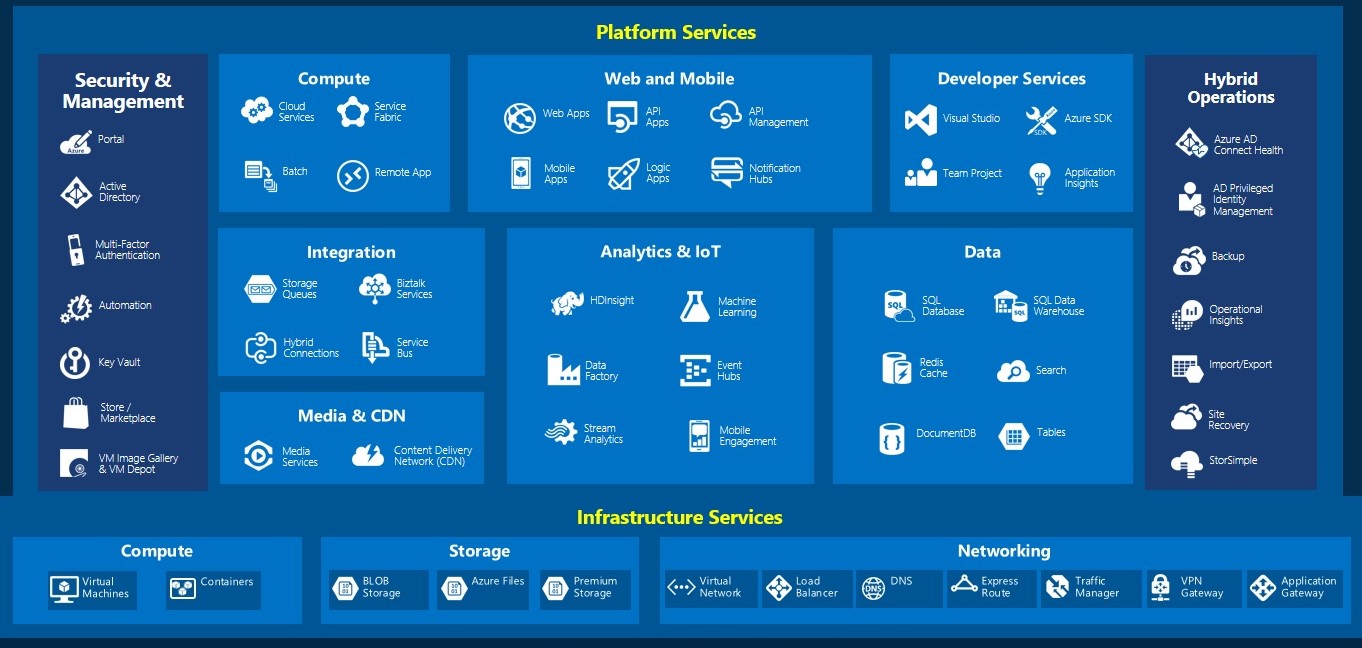 Platform Services
Security &
Management
Portal
Azure
Active
Directory
Multi-Factor
Authentication
Automation
Key Vault
Store /
Marketplace
VM Image Gallery
& VM Depot
Compute
Cloud
Services
Service
Fabric
Batch
Remote App
Web and Mobile
Web Apps
API
Apps
API
Management
Mobile
Apps
Logic
Apps
Notification
Hubs
Developer Services
Visual Studio
SDK
Azure SDK
Team Project
Application
Insights
Integration
Storage
Queues
Biztalk
Services
Hybrid
Connections
Service
Bus
Media & CDN
Media
Services
Content Delivery
Network (CDN)
Analytics & IoT
HDInsight
Machine
Learning
Data
Factory
Event
Hubs
Stream
Analytics
Mobile
Engagement
Data
SQL
SQL
Database
SQL
SQL Data
Warehouse
Redis
Cache
Search
{ }
DocumentDB
Tables
Hybrid
Operations
Azure AD
Connect Health
AD Privileged
Identity
Management
Backup
Operational
Insights
Import/Export
Site
Recovery
StorSimple
Infrastructure Services
Compute
Virtual
Machines
Containers
Storage
10
01
BLOB
Storage
10
01
Azure Files
10
01
Premium
Storage
Networking
Virtual
Network
Load
Balancer
DNS
DNS
Express
Route
Traffic
Manager
VPN
Gateway
Application
Gateway